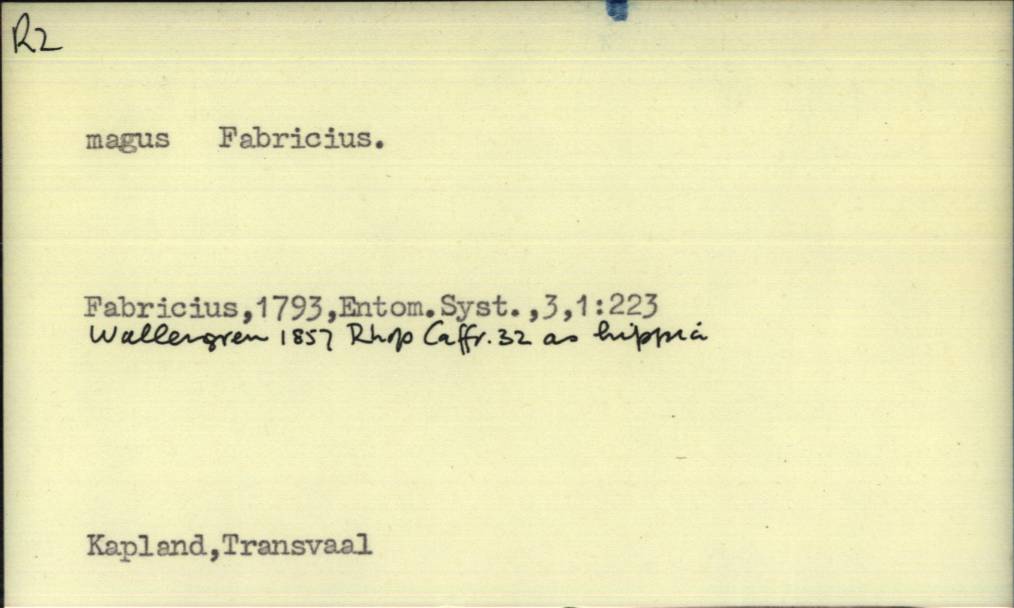 R2
magus Fabricius.
Fabricius,1793,Entom.Syst.,3,1:223
Wallengren 1857 Rhop Caffr. 32 as hippia
Kapland,Transvaal